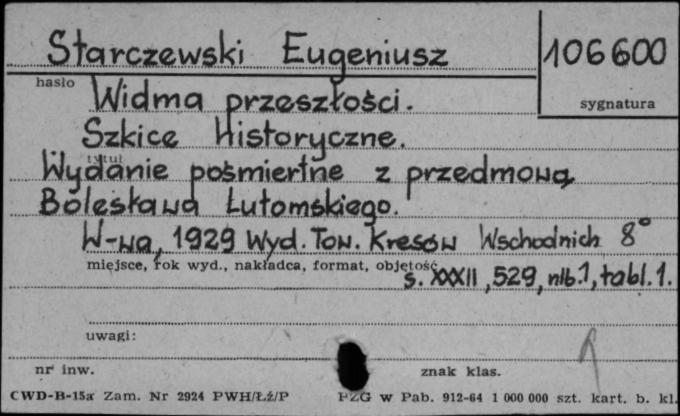 Starczewski Eugeniusz
106600
hasło
sygnatura
Widma przeszłości.
Szkice Historyczne.
tytuł
Wydanie pośmiertne z przedmową
Bolesława Lutomskiego.
W-wa, 1929 Wyd. Tow. Kresów Wschodnich 8°
miejsce, rok wyd., nakładca, format, objętość
s. XXXII, 529, nlb.1, tabl.1.
uwagi:
nr inw.
znak klas.
CWD-B-15a Zam. Nr 2924 PWH/Łź/P
PZG w Pab. 912-64 1 000 000 szt. kart. b. kl.